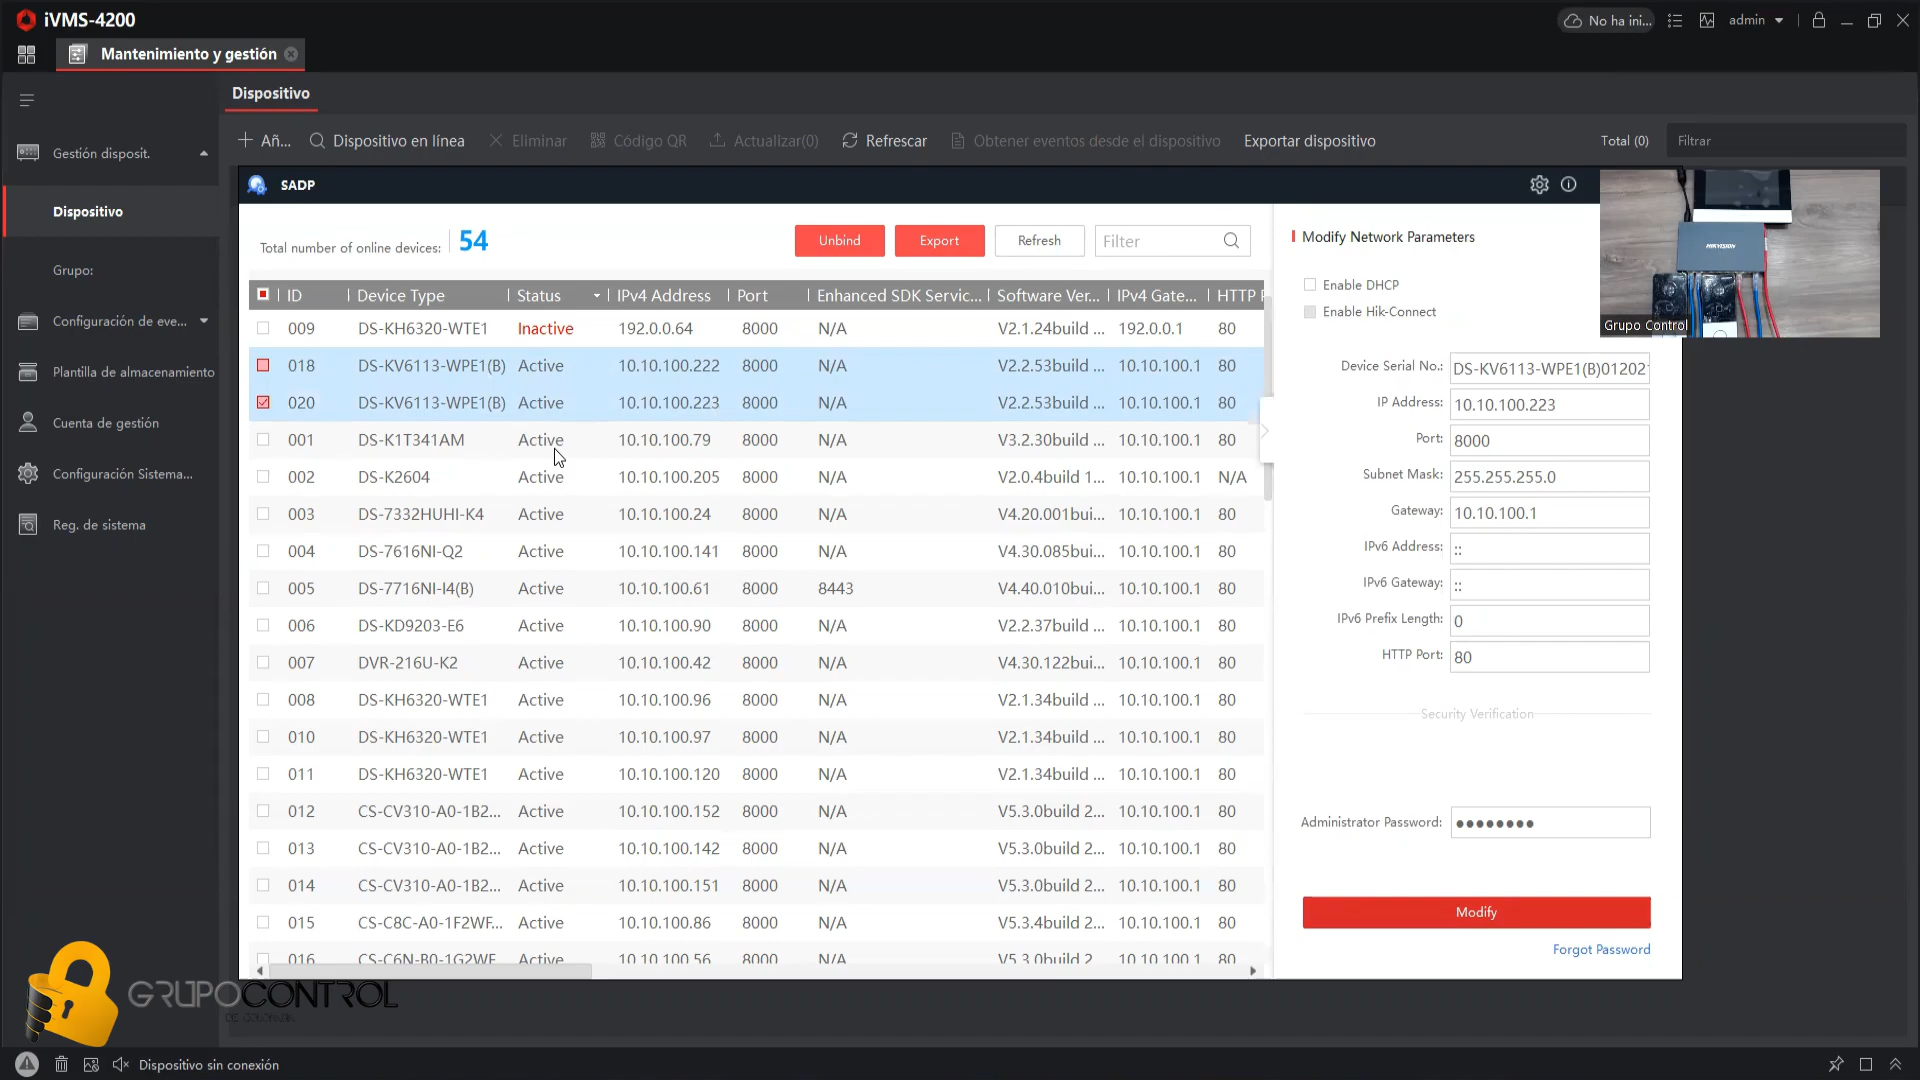 iVMS-4200
No ha ini...
admin
Mantenimiento y gestión
Dispositivo
Añ...
Dispositivo en línea
Eliminar
Código QR
Actualizar(0)
Refrescar
Obtener eventos desde el dispositivo
Exportar dispositivo
Total (0)
Filtrar
Gestión disposit.
Dispositivo
Grupo:
Configuración de eve...
Plantilla de almacenamiento
Cuenta de gestión
Configuración Sistema...
Reg. de sistema
SADP
Total number of online devices: 54
Unbind
Export
Refresh
Filter
ID Device Type Status IPv4 Address Port Enhanced SDK Servic... Software Ver... IPv4 Gate... HTTP
009 DS-KH6320-WTE1 Inactive 192.0.0.64 8000 N/A V2.1.24build ... 192.0.0.1 80
018 DS-KV6113-WPE1(B) Active 10.10.100.222 8000 N/A V2.2.53build ... 10.10.100.1 80
020 DS-KV6113-WPE1(B) Active 10.10.100.223 8000 N/A V2.2.53build ... 10.10.100.1 80
001 DS-K1T341AM Active 10.10.100.79 8000 N/A V3.2.30build ... 10.10.100.1 80
002 DS-K2604 Active 10.10.100.205 8000 N/A V2.0.4build 1... 10.10.100.1 N/A
003 DS-7332HUHI-K4 Active 10.10.100.24 8000 N/A V4.20.001bui... 10.10.100.1 80
004 DS-7616NI-Q2 Active 10.10.100.141 8000 N/A V4.30.085bui... 10.10.100.1 80
005 DS-7716NI-I4(B) Active 10.10.100.61 8000 8443 V4.40.010bui... 10.10.100.1 80
006 DS-KD9203-E6 Active 10.10.100.90 8000 N/A V2.2.37build ... 10.10.100.1 80
007 DVR-216U-K2 Active 10.10.100.42 8000 N/A V4.30.122bui... 10.10.100.1 80
008 DS-KH6320-WTE1 Active 10.10.100.96 8000 N/A V2.1.34build ... 10.10.100.1 80
010 DS-KH6320-WTE1 Active 10.10.100.97 8000 N/A V2.1.34build ... 10.10.100.1 80
011 DS-KH6320-WTE1 Active 10.10.100.120 8000 N/A V2.1.34build ... 10.10.100.1 80
012 CS-CV310-A0-1B2... Active 10.10.100.152 8000 N/A V5.3.0build 2... 10.10.100.1 80
013 CS-CV310-A0-1B2... Active 10.10.100.142 8000 N/A V5.3.0build 2... 10.10.100.1 80
014 CS-CV310-A0-1B2... Active 10.10.100.151 8000 N/A V5.3.0build 2... 10.10.100.1 80
015 CS-C8C-A0-1F2WF... Active 10.10.100.86 8000 N/A V5.3.4build 2... 10.10.100.1 80
016 CS-C6N-B0-1G2WF Active 10.10.100.56 8000 N/A V5.3.0build 2 10.10.100.1 80
Modify Network Parameters
Enable DHCP
Enable Hik-Connect
Device Serial No.: DS-KV6113-WPE1(B)01202
IP Address: 10.10.100.223
Port: 8000
Subnet Mask: 255.255.255.0
Gateway: 10.10.100.1
IPv6 Address: ::
IPv6 Gateway: ::
IPv6 Prefix Length: 0
HTTP Port: 80
Security Verification
Administrator Password: ●●●●●●●●
Modify
Forgot Password
HIKVISION
Grupo Control
GRUPOCONTROL
DE COLOMBIA
Dispositivo sin conexión